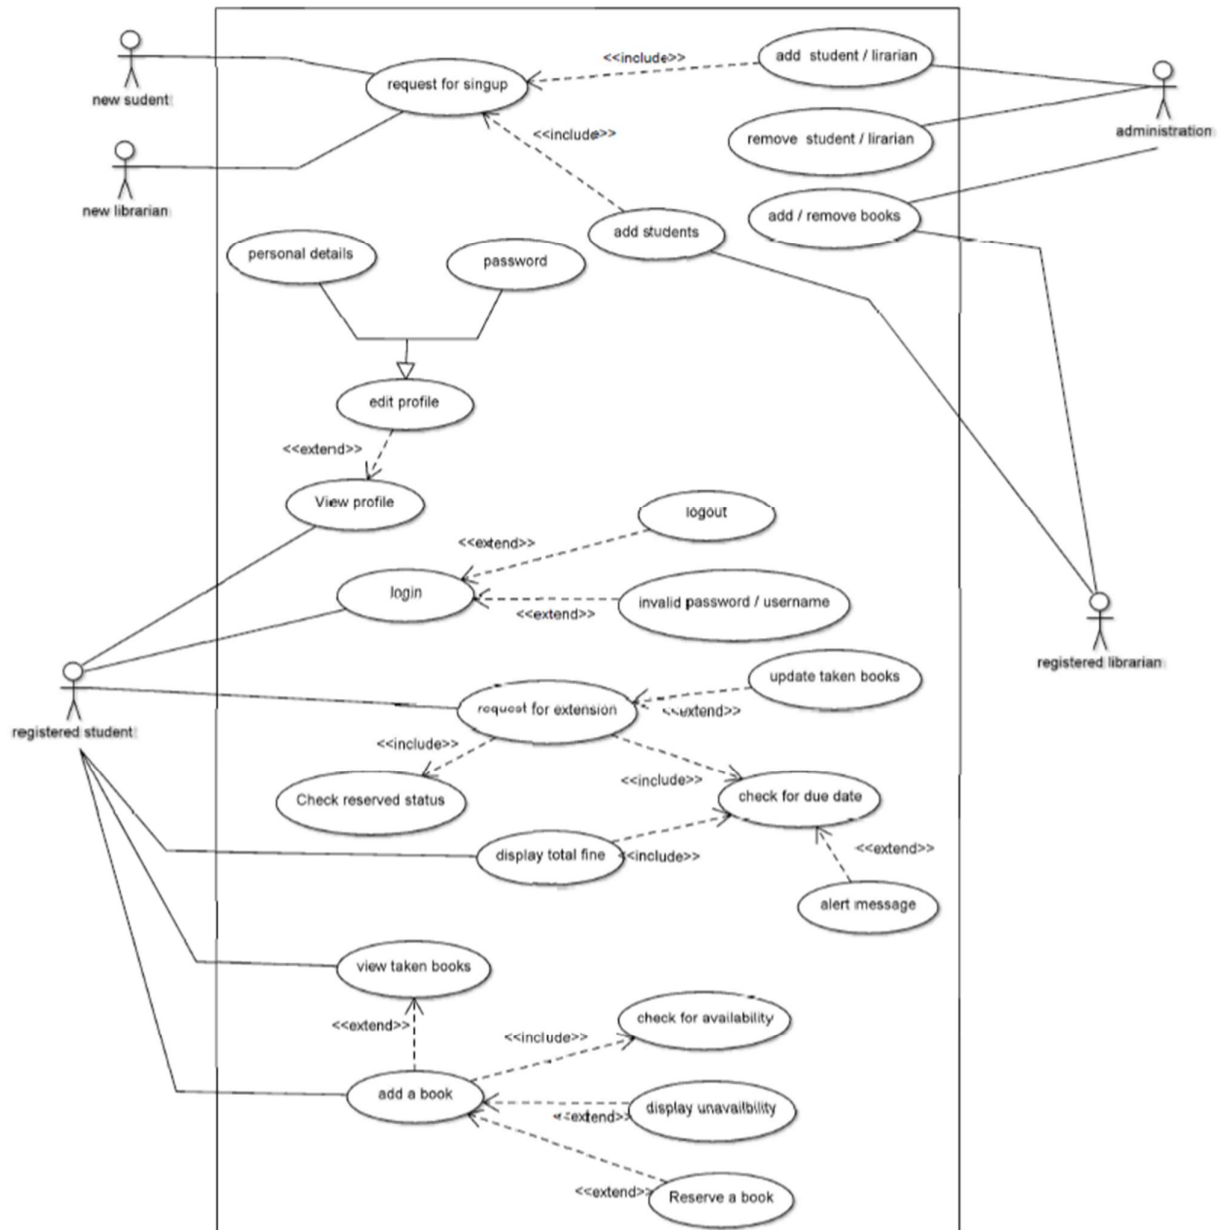 <<include>>
add student / lirarian
request for singup
new sudent
administration
<<include>>
remove student / lirarian
new librarian
add / remove books
add students
personal details
password
edit profile
<<extend>>
View profile
logout
<<extend>>
login
invalid password / username
<<extend>>
registered librarian
update taken books
request for extension
<<extend>>
registered student
<<include>>
<<include>>
Check reserved status
check for due date
display total fine
<<include>>
<<extend>>
alert message
view taken books
check for availability
<<extend>>
<<include>>
add a book
display unavailbility
<<extend>>
<<extend>>
Reserve a book